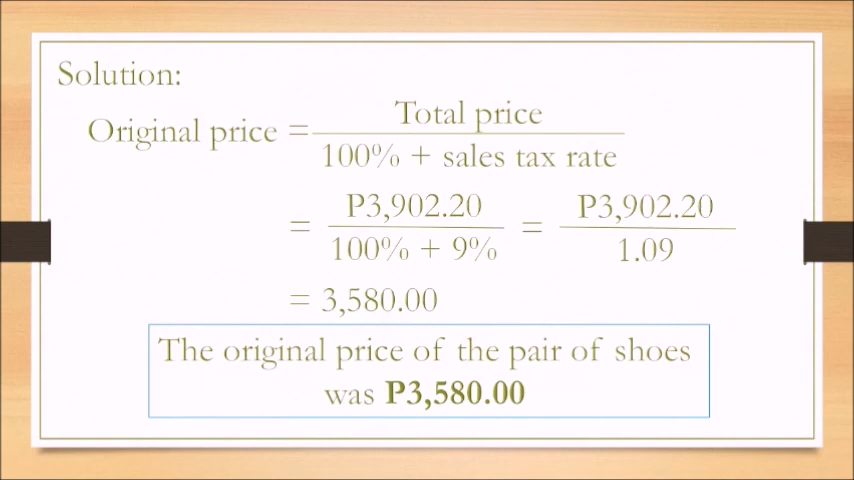 Solution:
Original price = Total price / 100% + sales tax rate
= P3,902.20 / 100% + 9% = P3,902.20 / 1.09
= 3,580.00
The original price of the pair of shoes
was P3,580.00